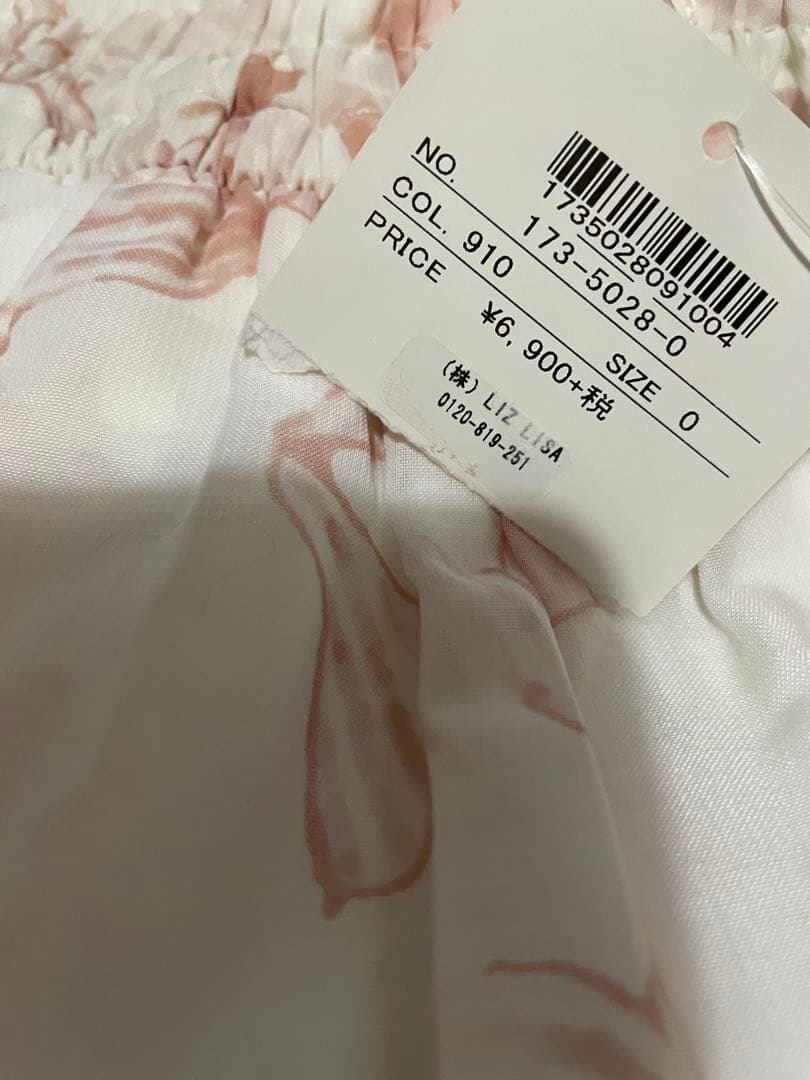 1735028091004
NO. 173-5028-0
COL. 910 SIZE 0
PRICE ¥6,900+税
(株) LIZ LISA
0120-819-251